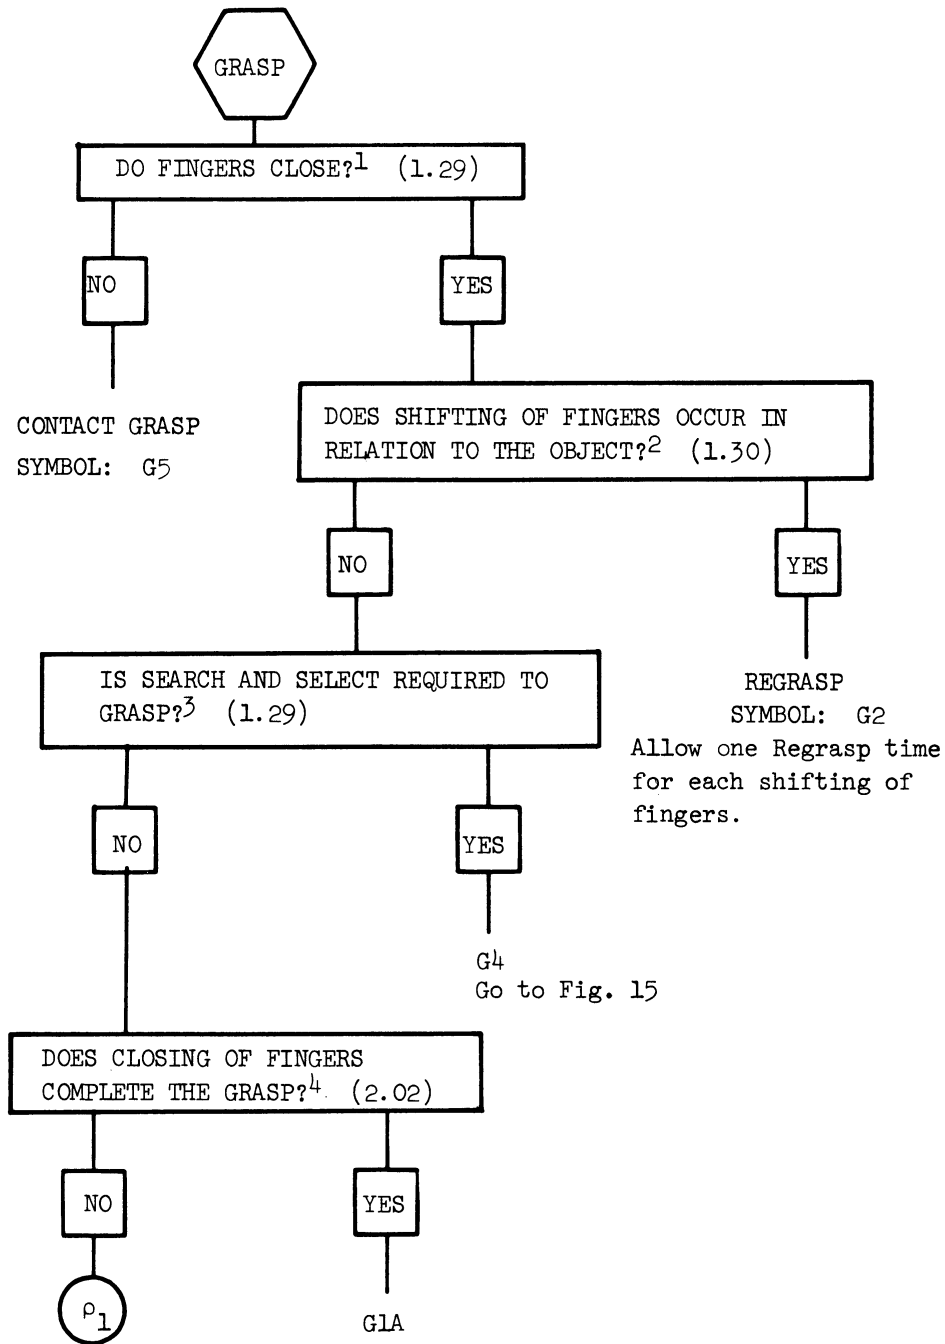 GRASP
DO FINGERS CLOSE?1 (1.29)
NO
YES
CONTACT GRASP
SYMBOL: G5
DOES SHIFTING OF FINGERS OCCUR IN
RELATION TO THE OBJECT?2 (1.30)
NO
YES
REGRASP
SYMBOL: G2
Allow one Regrasp time
for each shifting of
fingers.
IS SEARCH AND SELECT REQUIRED TO
GRASP?3 (1.29)
NO
YES
G4
Go to Fig. 15
DOES CLOSING OF FINGERS
COMPLETE THE GRASP?4 (2.02)
NO
YES
ρ1
G1A